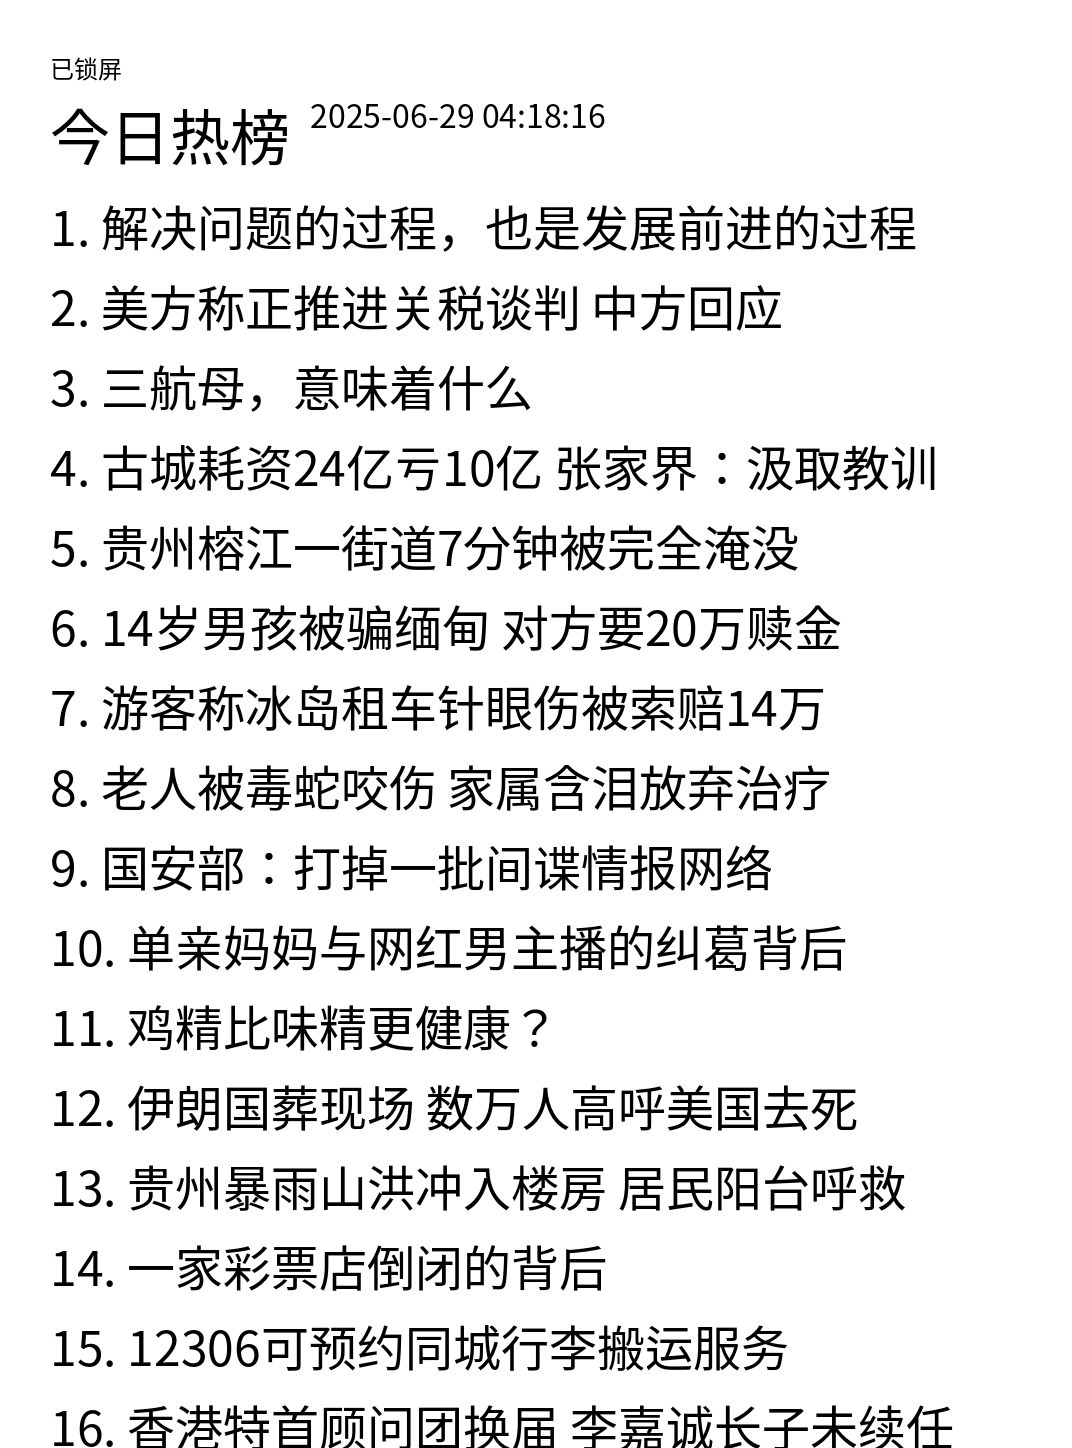 已锁屏
今日热榜 2025-06-29 04:18:16
1. 解决问题的过程，也是发展前进的过程
2. 美方称正推进关税谈判 中方回应
3. 三航母，意味着什么
4. 古城耗资24亿亏10亿 张家界：汲取教训
5. 贵州榕江一街道7分钟被完全淹没
6. 14岁男孩被骗缅甸 对方要20万赎金
7. 游客称冰岛租车针眼伤被索赔14万
8. 老人被毒蛇咬伤 家属含泪放弃治疗
9. 国安部：打掉一批间谍情报网络
10. 单亲妈妈与网红男主播的纠葛背后
11. 鸡精比味精更健康？
12. 伊朗国葬现场 数万人高呼美国去死
13. 贵州暴雨山洪冲入楼房 居民阳台呼救
14. 一家彩票店倒闭的背后
15. 12306可预约同城行李搬运服务
16. 香港特首顾问团换届 李嘉诚长子未续任